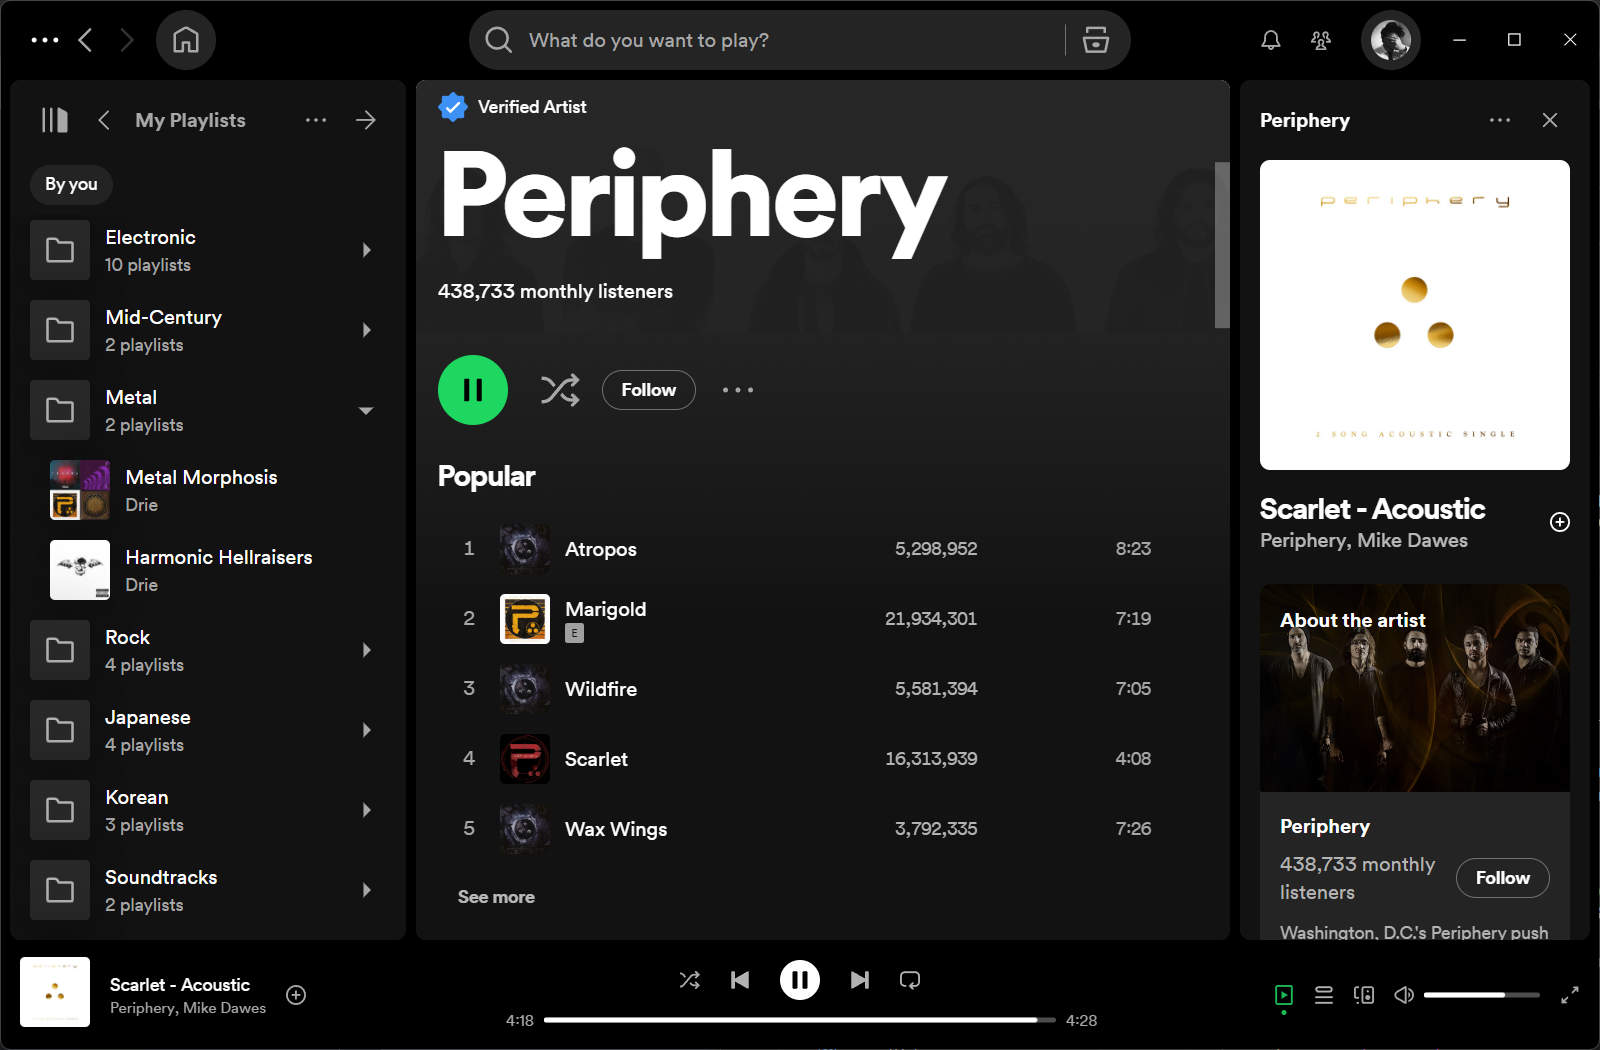 What do you want to play?
My Playlists
By you
Electronic
10 playlists
Mid-Century
2 playlists
Metal
2 playlists
Metal Morphosis
Drie
Harmonic Hellraisers
Drie
Rock
4 playlists
Japanese
4 playlists
Korean
3 playlists
Soundtracks
2 playlists
Verified Artist
Periphery
438,733 monthly listeners
Follow
Popular
1 Atropos 5,298,952 8:23
2 Marigold 21,934,301 7:19
E
3 Wildfire 5,581,394 7:05
4 Scarlet 16,313,939 4:08
5 Wax Wings 3,792,335 7:26
See more
Periphery
periphery
2 SONG ACOUSTIC SINGLE
Scarlet - Acoustic
Periphery, Mike Dawes
About the artist
Periphery
438,733 monthly
listeners
Follow
Washington, D.C.'s Periphery push
Scarlet - Acoustic
Periphery, Mike Dawes
4:18
4:28